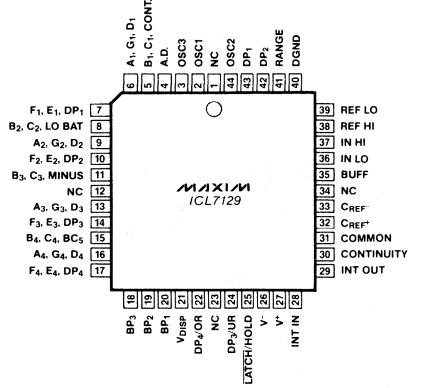 A1, G1, D1
B1, C1, CONT.
A.D.
OSC3
OSC1
NC
OSC2
DP1
DP2
RANGE
DGND
6 5 4 3 2 1 44 43 42 41 40
F1, E1, DP1 7
B2, C2, LO BAT 8
A2, G2, D2 9
F2, E2, DP2 10
B3, C3, MINUS 11
NC 12
A3, G3, D3 13
F3, E3, DP3 14
B4, C4, BC5 15
A4, G4, D4 16
F4, E4, DP4 17
MAXIM
ICL7129
39 REF LO
38 REF HI
37 IN HI
36 IN LO
35 BUFF
34 NC
33 CREF-
32 CREF+
31 COMMON
30 CONTINUITY
29 INT OUT
18 19 20 21 22 23 24 25 26 27 28
BP3
BP2
BP1
VDISP
DP4/OR
NC
DP3/UR
LATCH/HOLD
V-
V+
INT IN